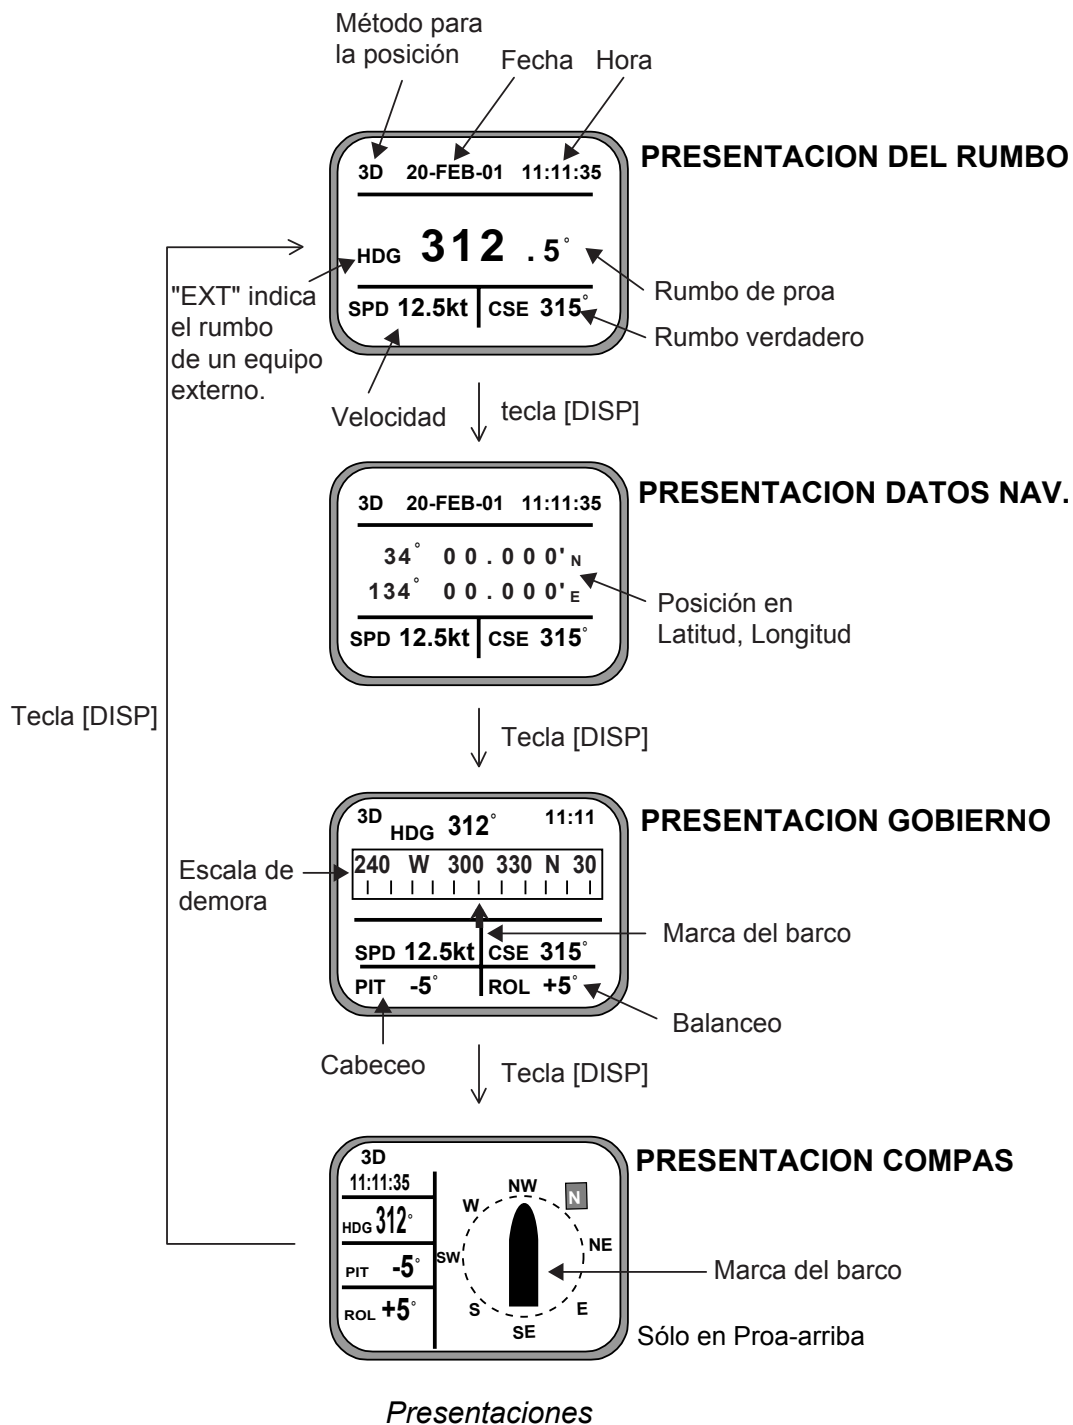 Método para
la posición
Fecha
Hora
PRESENTACION DEL RUMBO
3D 20-FEB-01 11:11:35
HDG 312 .5°
SPD 12.5kt CSE 315°
"EXT" indica
el rumbo
de un equipo
externo.
Rumbo de proa
Rumbo verdadero
Velocidad
tecla [DISP]
PRESENTACION DATOS NAV.
3D 20-FEB-01 11:11:35
34° 00.000' N
134° 00.000' E
SPD 12.5kt CSE 315°
Posición en
Latitud, Longitud
Tecla [DISP]
Tecla [DISP]
PRESENTACION GOBIERNO
3D HDG 312° 11:11
240 W 300 330 N 30
SPD 12.5kt CSE 315°
PIT -5° ROL +5°
Escala de
demora
Marca del barco
Balanceo
Cabeceo
Tecla [DISP]
PRESENTACION COMPAS
3D
11:11:35
HDG 312°
PIT -5°
ROL +5°
NW
N
W
NE
SW
S
E
SE
Marca del barco
Sólo en Proa-arriba
Presentaciones